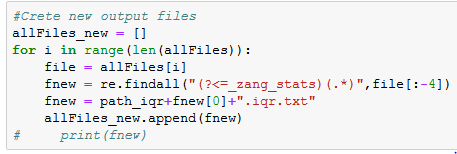 #Crete new output files
allFiles_new = []
for i in range(len(allFiles)):
    file = allFiles[i]
    fnew = re.findall("(?<=_zang_stats)(.*)",file[:-4])
    fnew = path_iqr+fnew[0]+".iqr.txt"
    allFiles_new.append(fnew)
#     print(fnew)